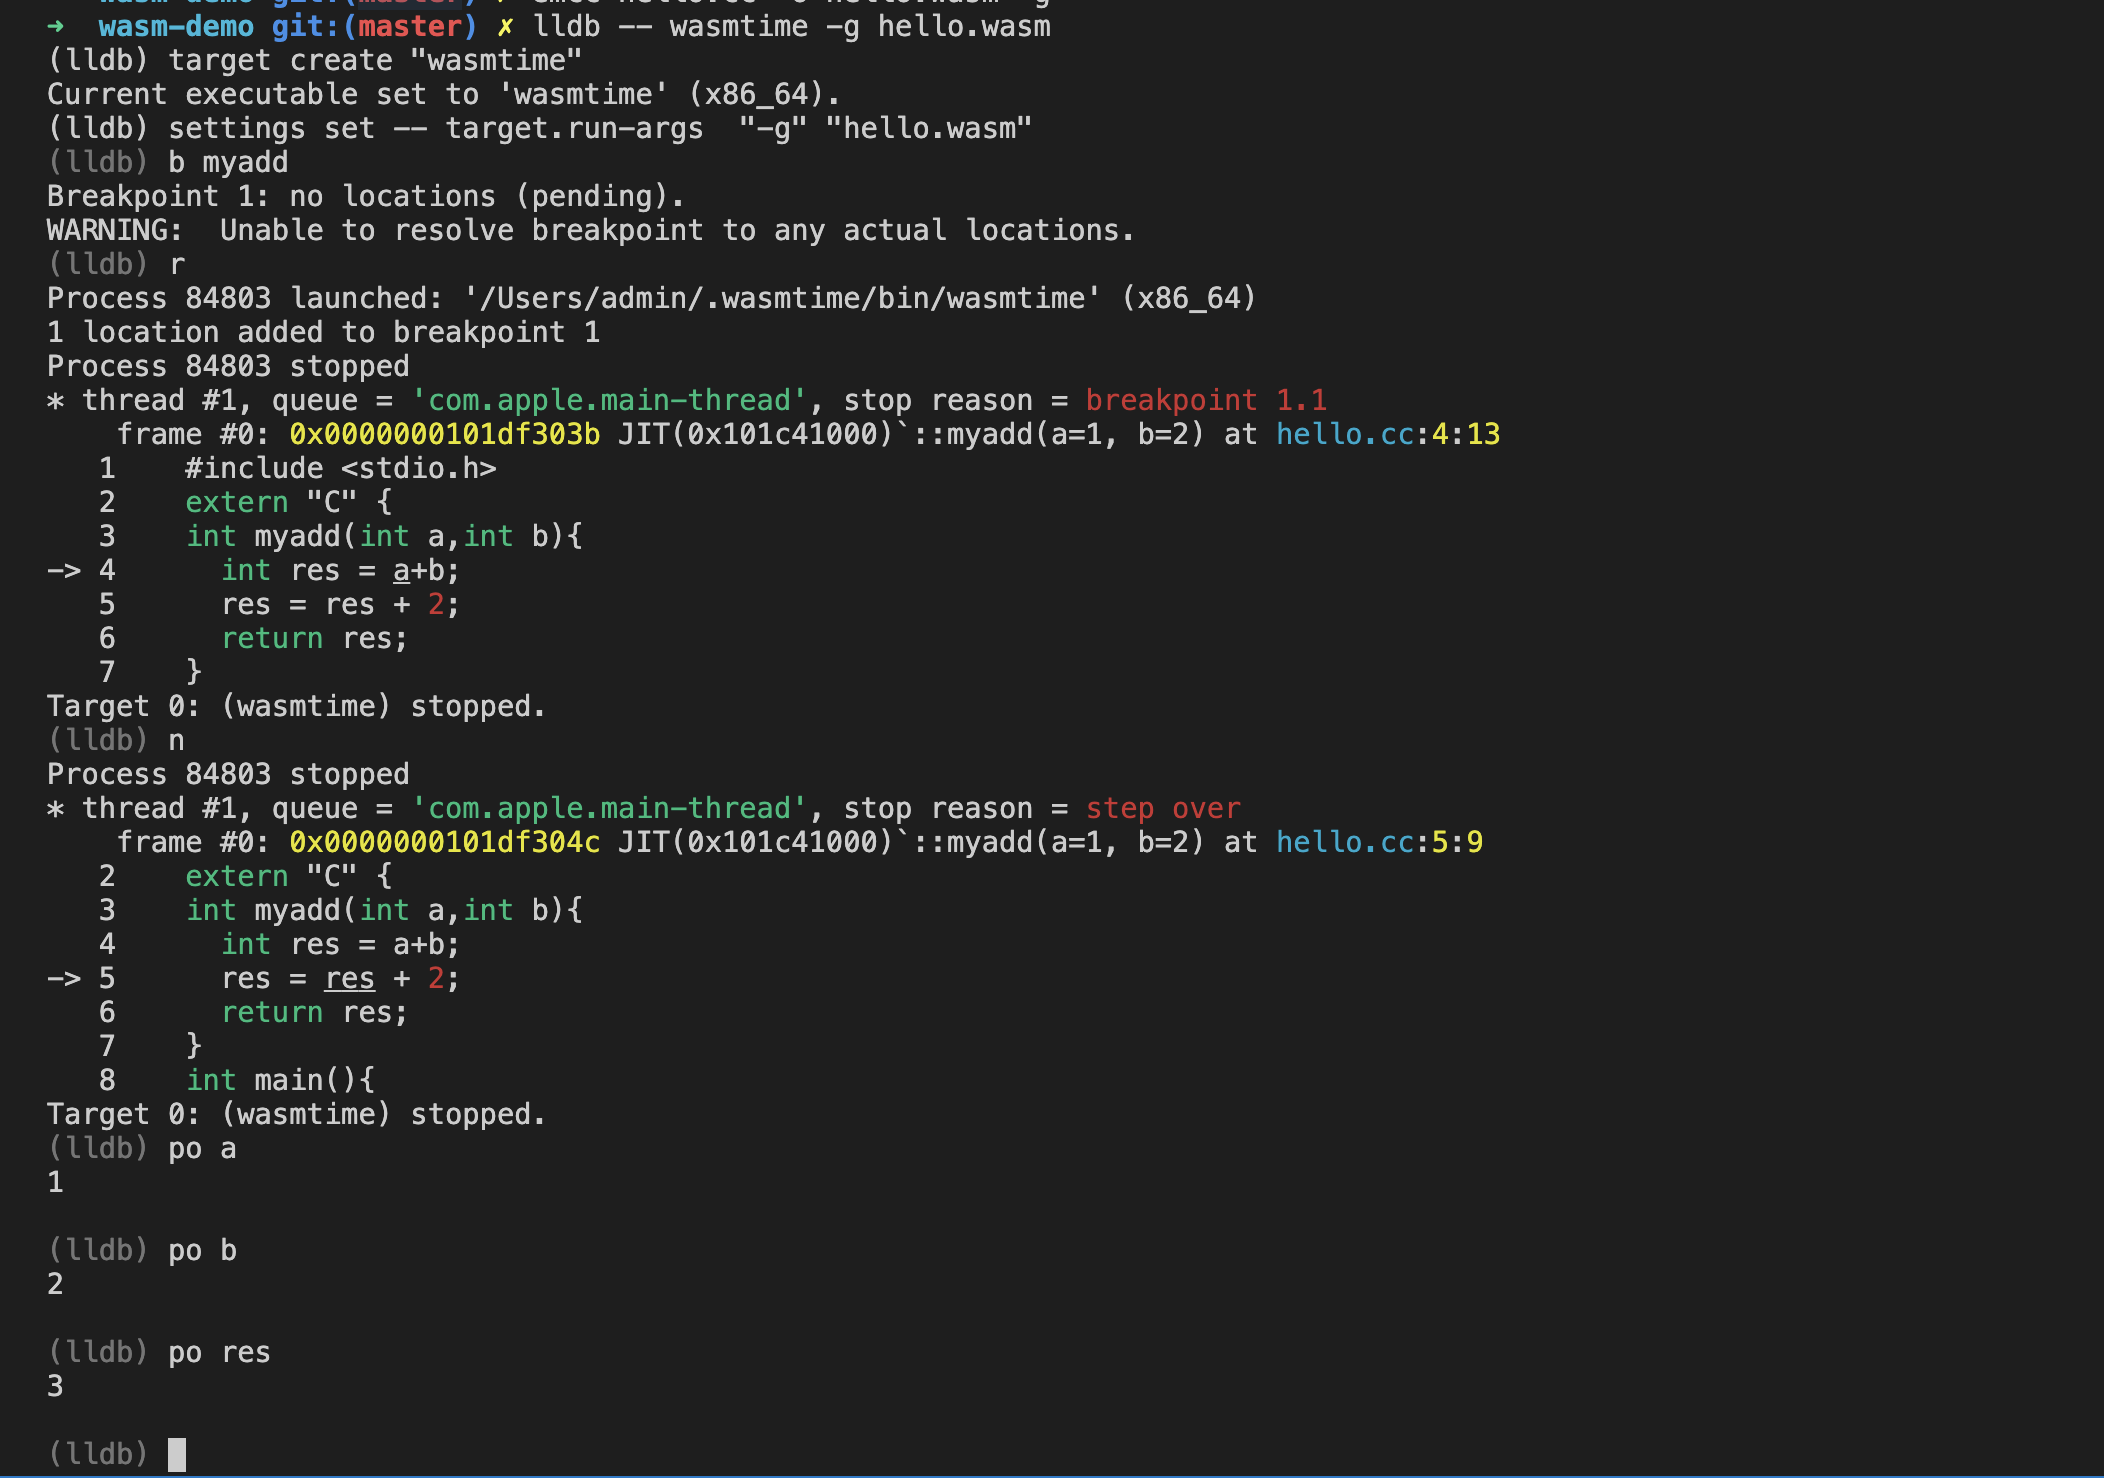 ➜  wasm-demo git:(master) ✗ lldb -- wasmtime -g hello.wasm
(lldb) target create "wasmtime"
Current executable set to 'wasmtime' (x86_64).
(lldb) settings set -- target.run-args  "-g" "hello.wasm"
(lldb) b myadd
Breakpoint 1: no locations (pending).
WARNING:  Unable to resolve breakpoint to any actual locations.
(lldb) r
Process 84803 launched: '/Users/admin/.wasmtime/bin/wasmtime' (x86_64)
1 location added to breakpoint 1
Process 84803 stopped
* thread #1, queue = 'com.apple.main-thread', stop reason = breakpoint 1.1
    frame #0: 0x0000000101df303b JIT(0x101c41000)`::myadd(a=1, b=2) at hello.cc:4:13
   1    #include <stdio.h>
   2    extern "C" {
   3    int myadd(int a,int b){
-> 4      int res = a+b;
   5      res = res + 2;
   6      return res;
   7    }
Target 0: (wasmtime) stopped.
(lldb) n
Process 84803 stopped
* thread #1, queue = 'com.apple.main-thread', stop reason = step over
    frame #0: 0x0000000101df304c JIT(0x101c41000)`::myadd(a=1, b=2) at hello.cc:5:9
   2    extern "C" {
   3    int myadd(int a,int b){
   4      int res = a+b;
-> 5      res = res + 2;
   6      return res;
   7    }
   8    int main(){
Target 0: (wasmtime) stopped.
(lldb) po a
1
(lldb) po b
2
(lldb) po res
3
(lldb)